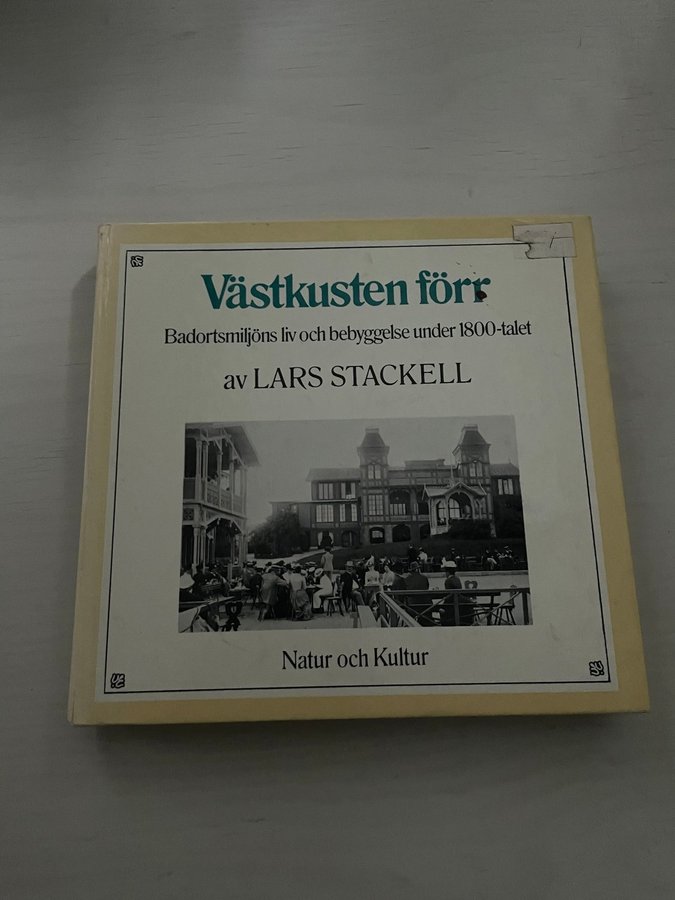 Västkusten förr
Badortsmiljöns liv och bebyggelse under 1800-talet
av LARS STACKELL
Natur och Kultur